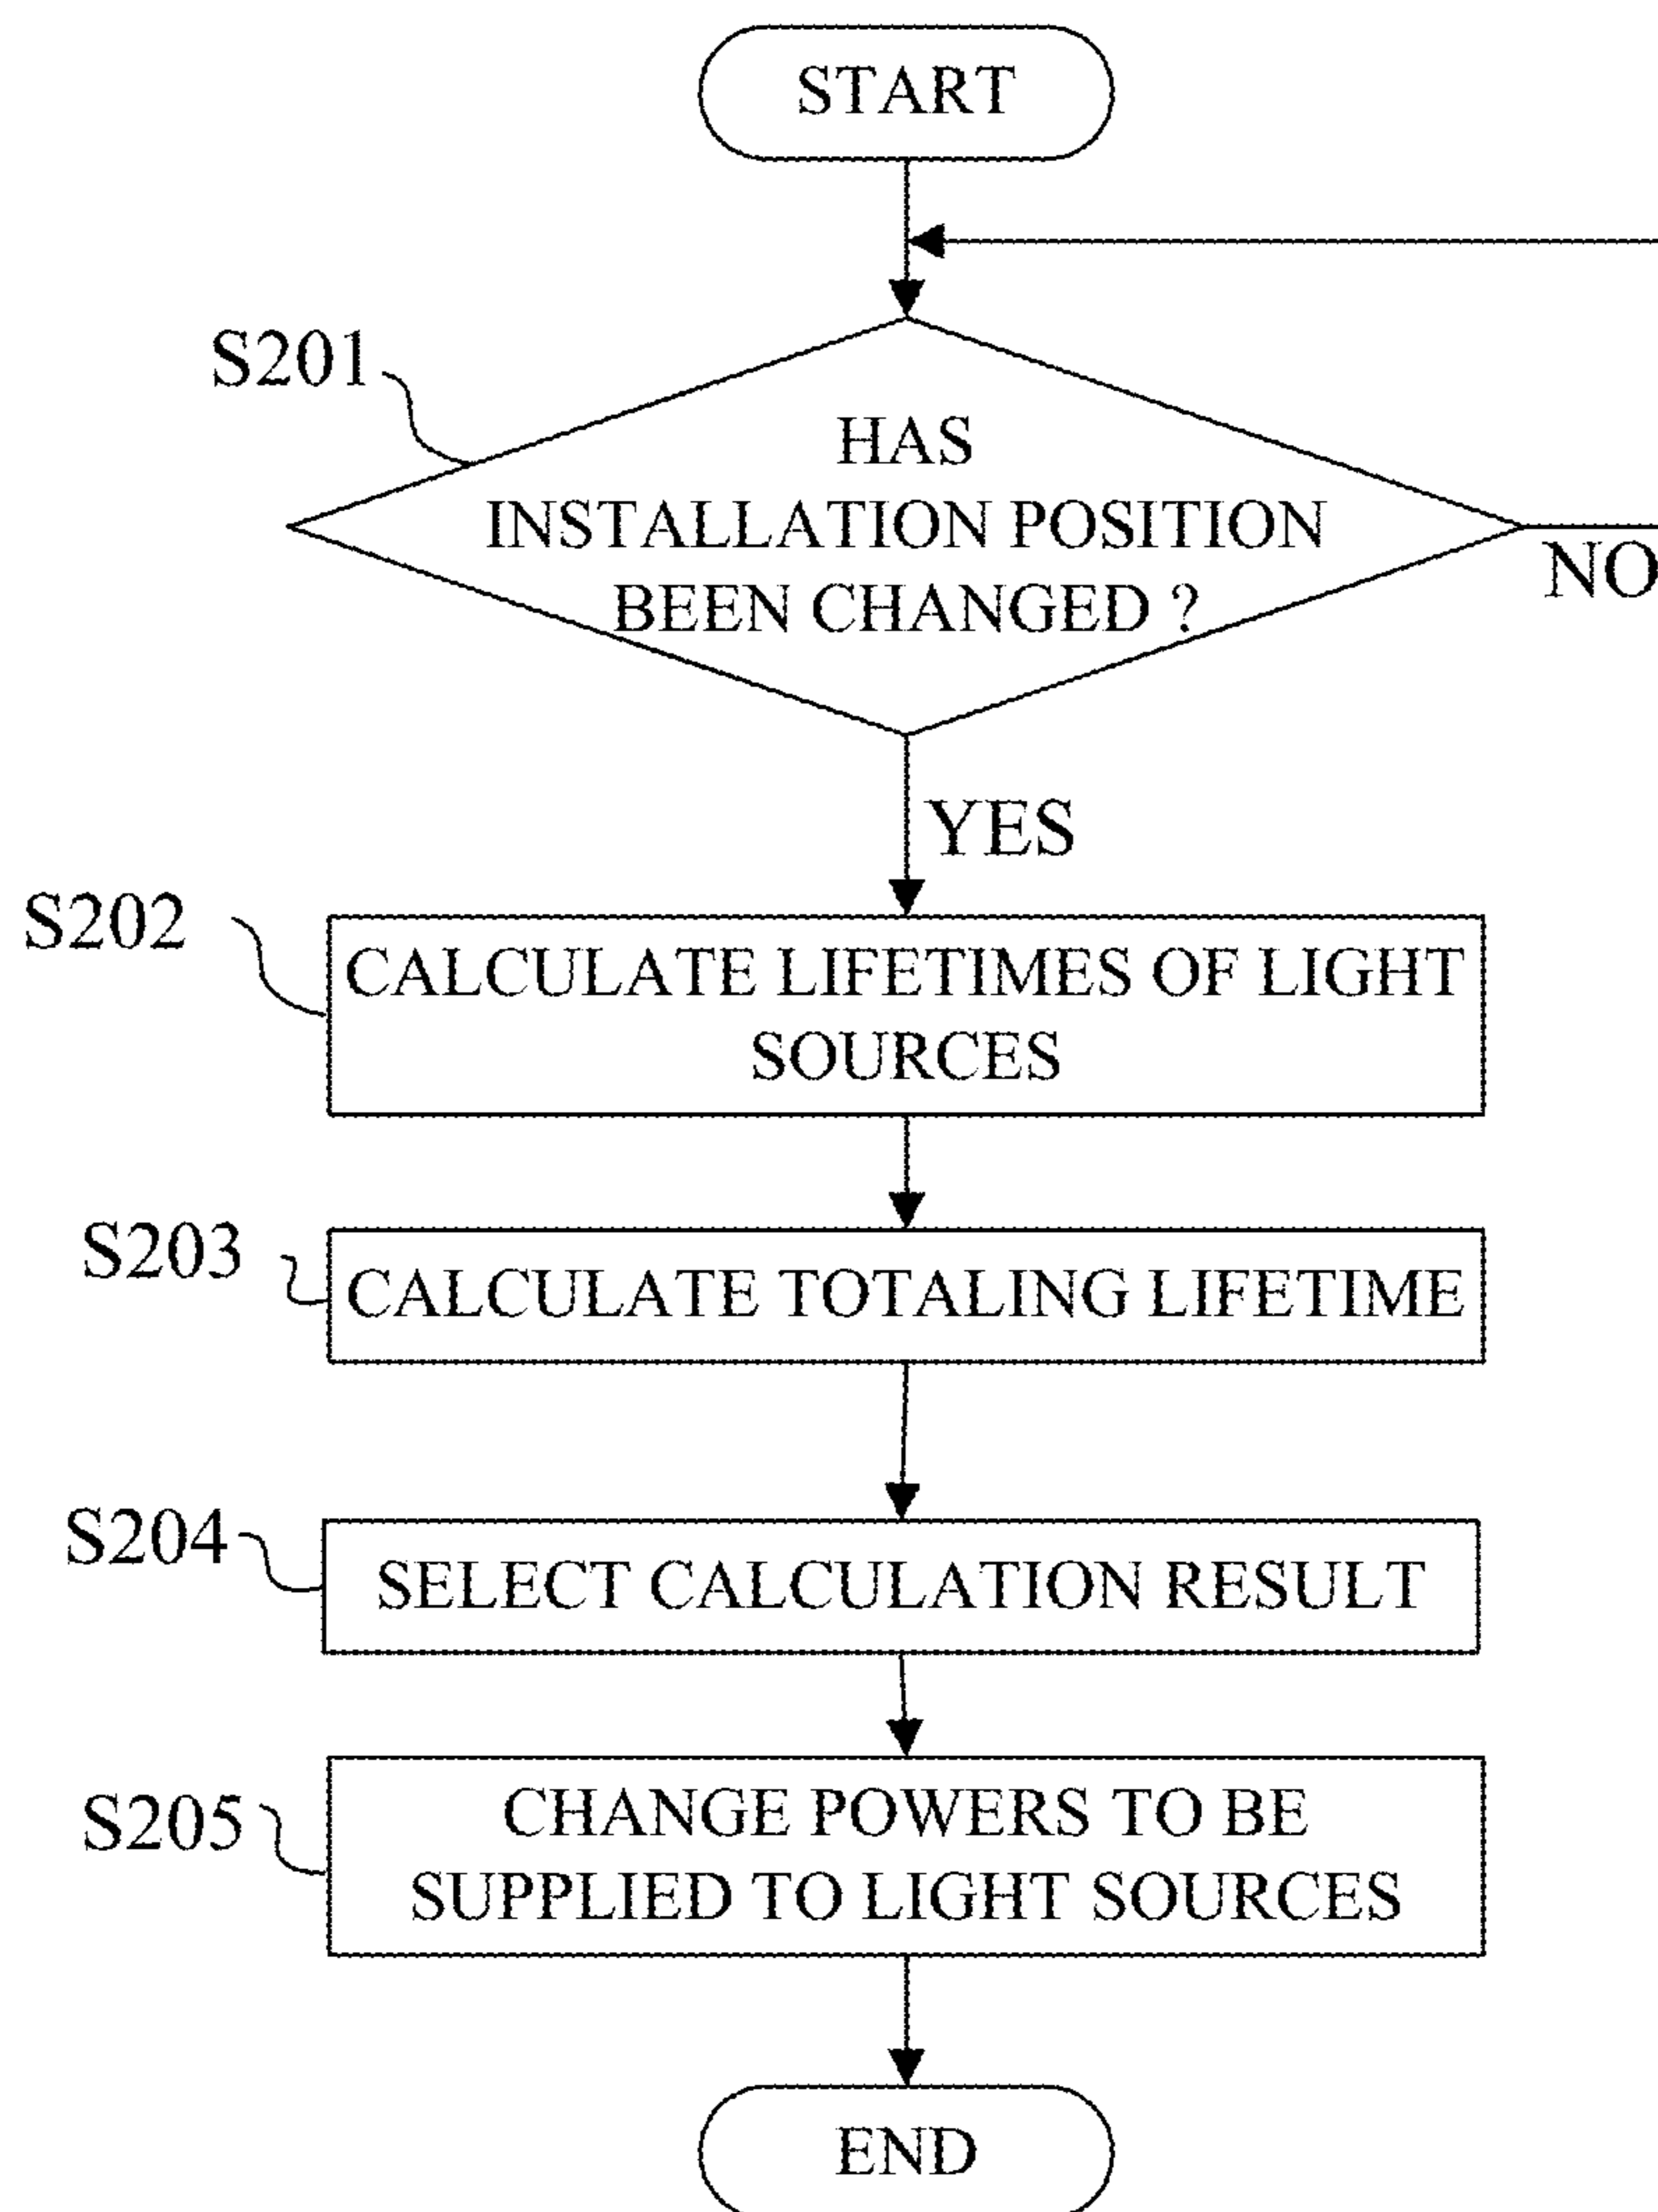 START
S201
HAS
INSTALLATION POSITION
BEEN CHANGED ?
NO
YES
S202
CALCULATE LIFETIMES OF LIGHT
SOURCES
S203
CALCULATE TOTALING LIFETIME
S204
SELECT CALCULATION RESULT
S205
CHANGE POWERS TO BE
SUPPLIED TO LIGHT SOURCES
END